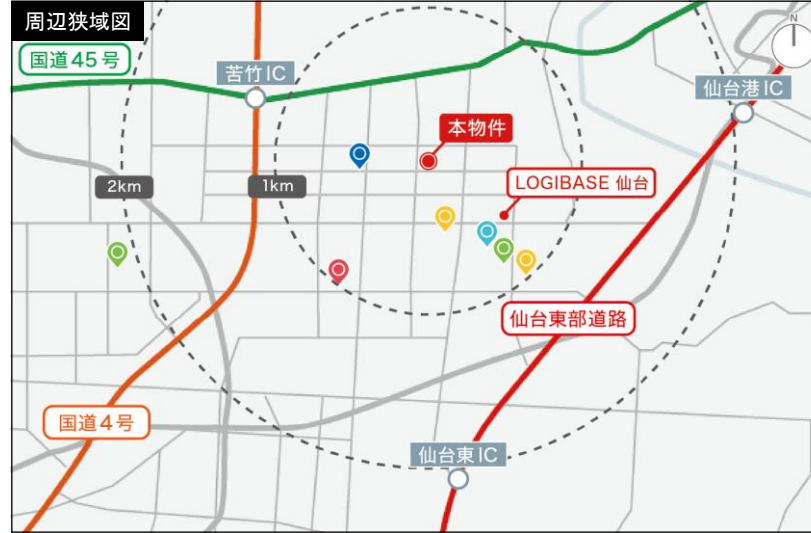 周辺狭域図
N
国道45号
苦竹IC
仙台港IC
本物件
2km
1km
LOGIBASE 仙台
仙台東部道路
国道4号
仙台東IC